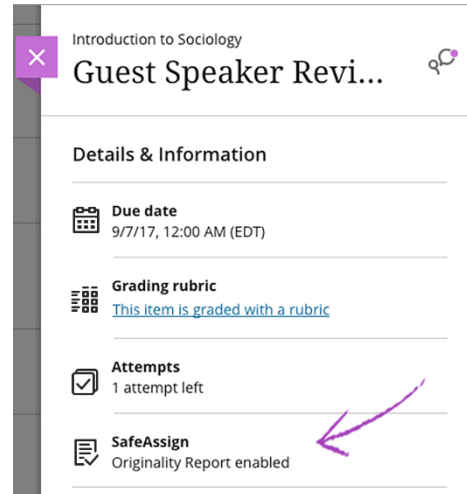 Introduction to Sociology
Guest Speaker Revi...
Details & Information
Due date
9/7/17, 12:00 AM (EDT)
Grading rubric
This item is graded with a rubric
Attempts
1 attempt left
SafeAssign
Originality Report enabled